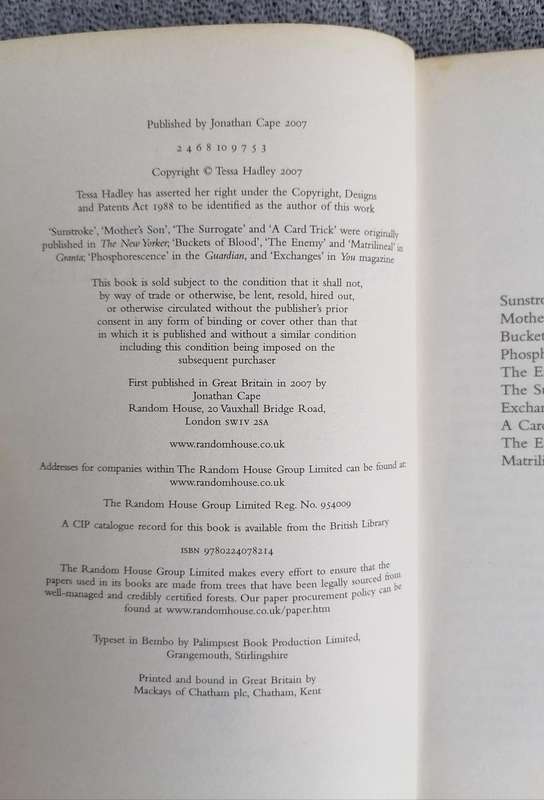 Published by Jonathan Cape 2007
2 4 6 8 10 9 7 5 3
Copyright © Tessa Hadley 2007
Tessa Hadley has asserted her right under the Copyright, Designs
and Patents Act 1988 to be identified as the author of this work
'Sunstroke', 'Mother's Son', 'The Surrogate' and 'A Card Trick' were originally
published in The New Yorker; 'Buckets of Blood', 'The Enemy' and 'Matrilineal' in
Granta; 'Phosphorescence' in the Guardian, and 'Exchanges' in You magazine
This book is sold subject to the condition that it shall not,
by way of trade or otherwise, be lent, resold, hired out,
or otherwise circulated without the publisher's prior
consent in any form of binding or cover other than that
in which it is published and without a similar condition
including this condition being imposed on the
subsequent purchaser
First published in Great Britain in 2007 by
Jonathan Cape
Random House, 20 Vauxhall Bridge Road,
London SW1V 2SA
www.randomhouse.co.uk
Addresses for companies within The Random House Group Limited can be found at:
www.randomhouse.co.uk
The Random House Group Limited Reg. No. 954009
A CIP catalogue record for this book is available from the British Library
ISBN 9780224078214
The Random House Group Limited makes every effort to ensure that the
papers used in its books are made from trees that have been legally sourced from
well-managed and credibly certified forests. Our paper procurement policy can be
found at www.randomhouse.co.uk/paper.htm
Typeset in Bembo by Palimpsest Book Production Limited,
Grangemouth, Stirlingshire
Printed and bound in Great Britain by
Mackays of Chatham plc, Chatham, Kent
Sunstro
Mothe
Bucket
Phosph
The E
The Su
Exchan
A Card
The E
Matrili